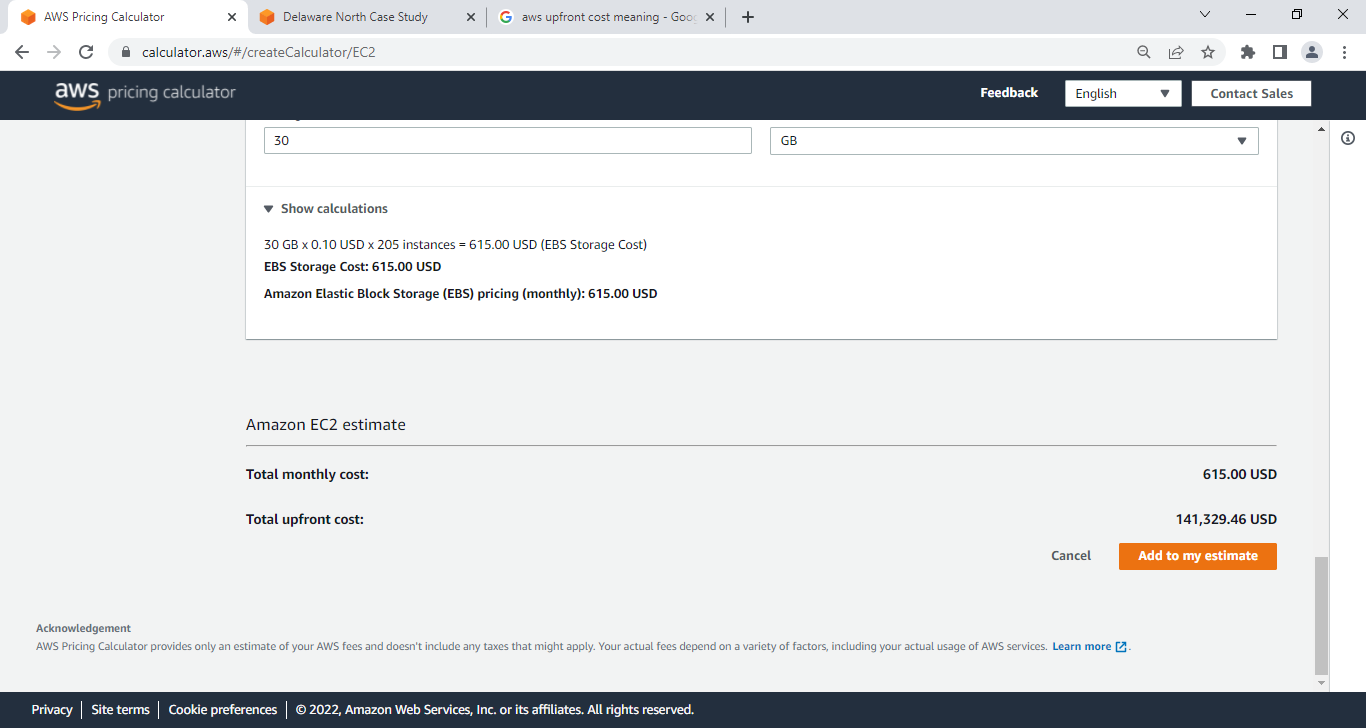 AWS Pricing Calculator
Delaware North Case Study
aws upfront cost meaning - Goo
calculator.aws/#/createCalculator/EC2
aws pricing calculator
Feedback
English
Contact Sales
30
GB
Show calculations
30 GB x 0.10 USD x 205 instances = 615.00 USD (EBS Storage Cost)
EBS Storage Cost: 615.00 USD
Amazon Elastic Block Storage (EBS) pricing (monthly): 615.00 USD
Amazon EC2 estimate
Total monthly cost:
615.00 USD
Total upfront cost:
141,329.46 USD
Cancel
Add to my estimate
Acknowledgement
AWS Pricing Calculator provides only an estimate of your AWS fees and doesn't include any taxes that might apply. Your actual fees depend on a variety of factors, including your actual usage of AWS services. Learn more .
Privacy | Site terms | Cookie preferences | © 2022, Amazon Web Services, Inc. or its affiliates. All rights reserved.